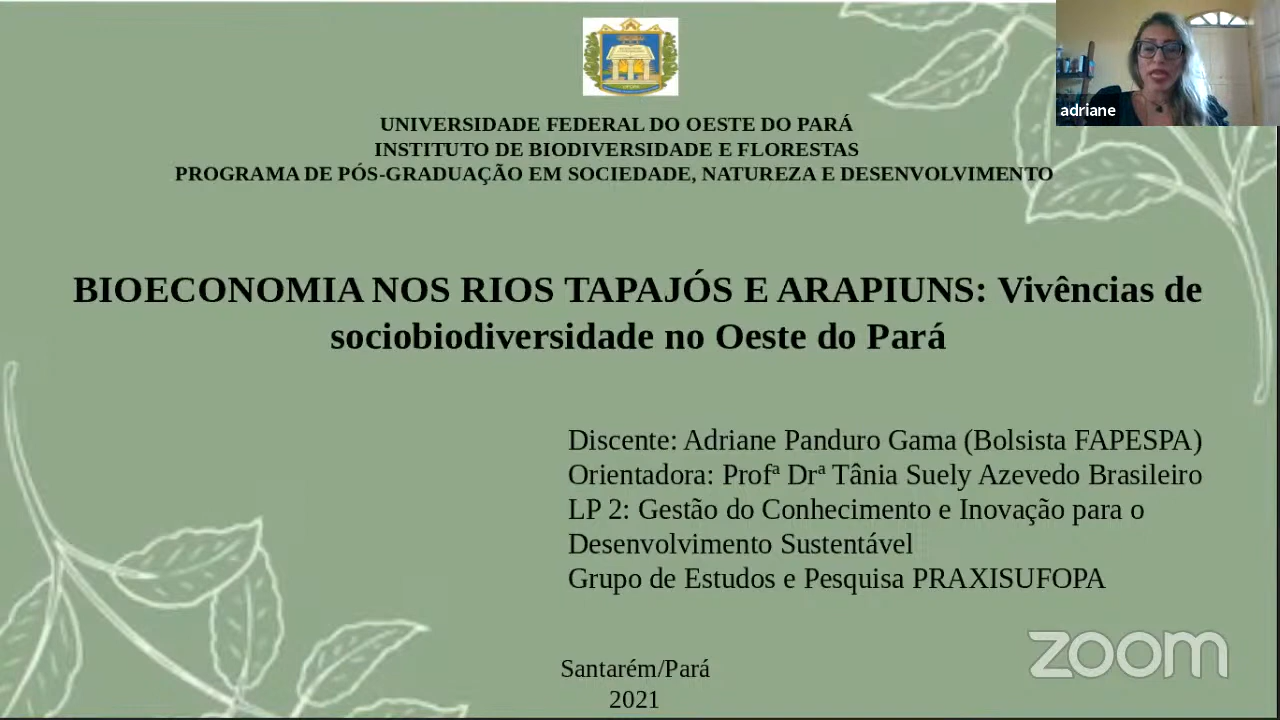 adriane
UNIVERSIDADE FEDERAL DO OESTE DO PARÁ
INSTITUTO DE BIODIVERSIDADE E FLORESTAS
PROGRAMA DE PÓS-GRADUAÇÃO EM SOCIEDADE, NATUREZA E DESENVOLVIMENTO
BIOECONOMIA NOS RIOS TAPAJÓS E ARAPIUNS: Vivências de
sociobiodiversidade no Oeste do Pará
Discente: Adriane Panduro Gama (Bolsista FAPESPA)
Orientadora: Profª Drª Tânia Suely Azevedo Brasileiro
LP 2: Gestão do Conhecimento e Inovação para o
Desenvolvimento Sustentável
Grupo de Estudos e Pesquisa PRAXISUFOPA
zoom
Santarém/Pará
2021